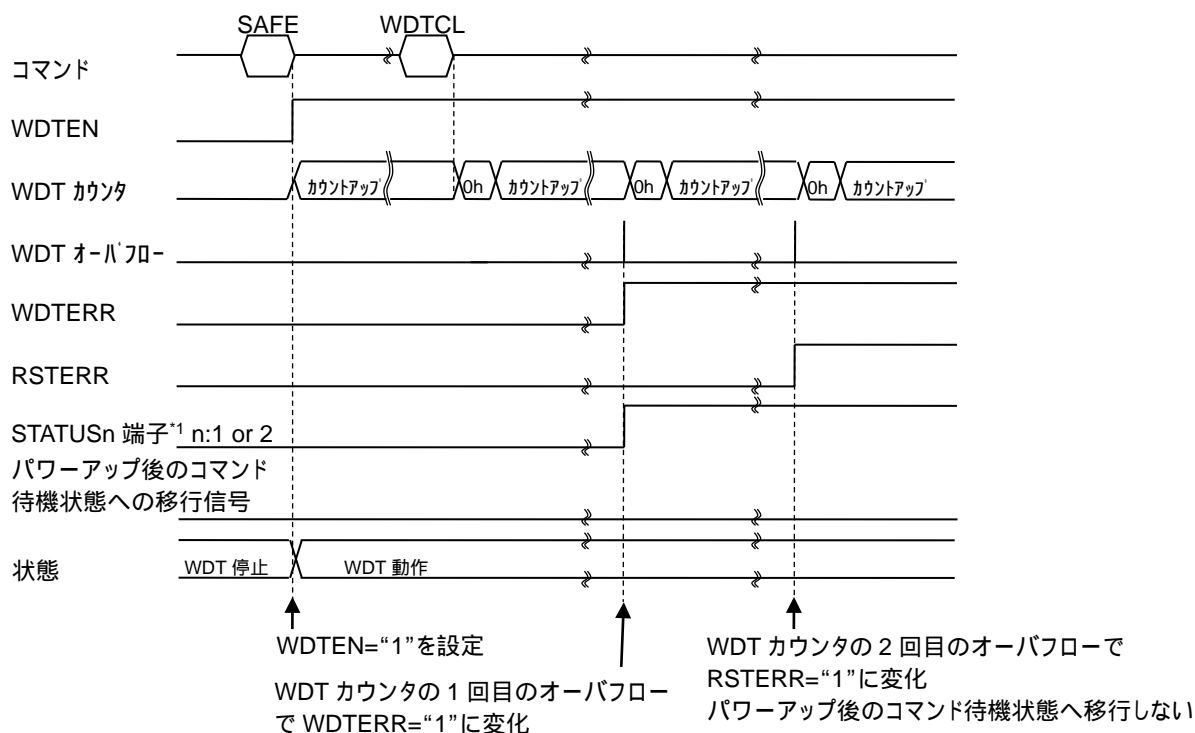 SAFE WDTCL
コマンド
WDTEN
WDT カウンタ カウントアップ 0h カウントアップ 0h カウントアップ 0h カウントアップ
WDT オーバフロー
WDTERR
RSTERR
STATUSn 端子*1 n:1 or 2
パワーアップ後のコマンド
待機状態への移行信号
状態 WDT 停止 WDT 動作
WDTEN=“1”を設定
WDT カウンタの 1 回目のオーバフロー
で WDTERR=“1”に変化
WDT カウンタの 2 回目のオーバフローで
RSTERR=“1”に変化
パワーアップ後のコマンド待機状態へ移行しない